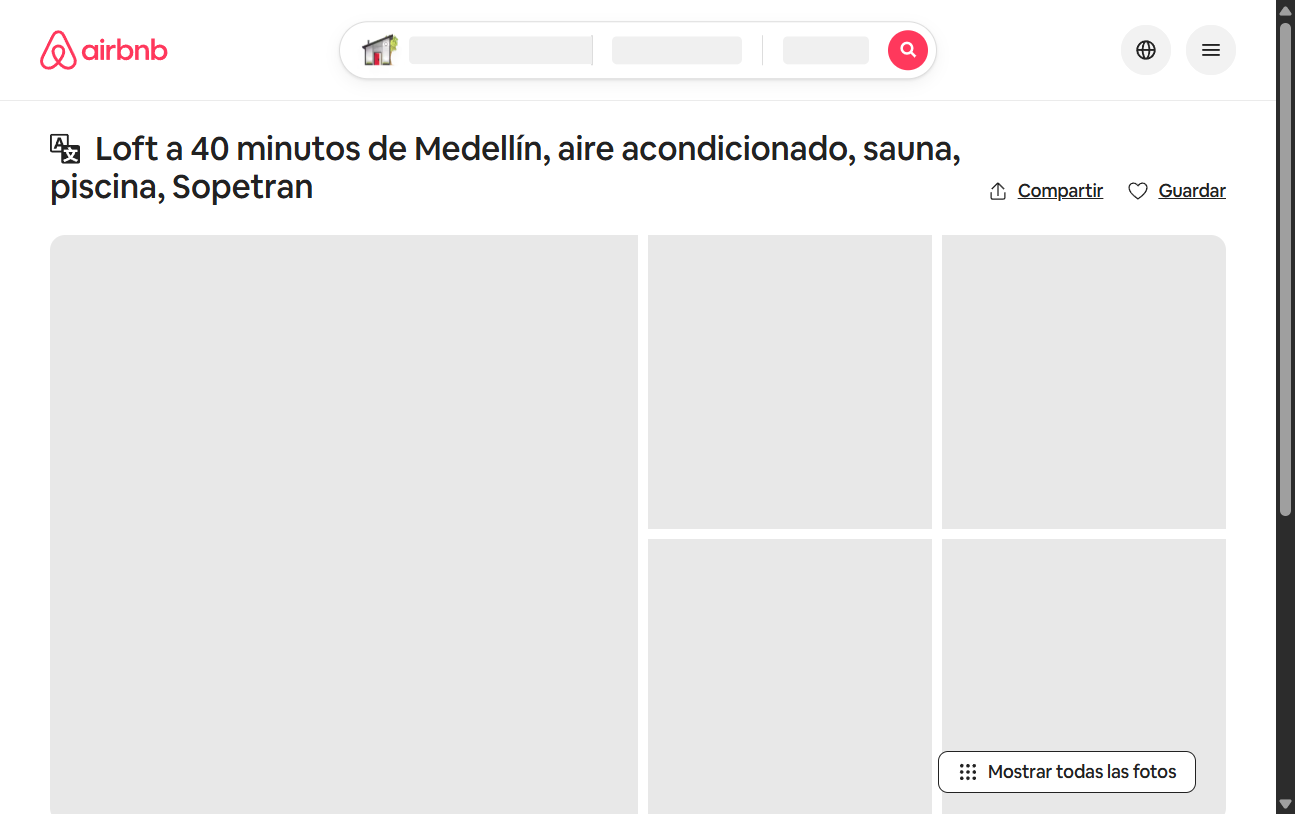 airbnb
Loft a 40 minutos de Medellín, aire acondicionado, sauna,
piscina, Sopetran
Compartir
Guardar
Mostrar todas las fotos